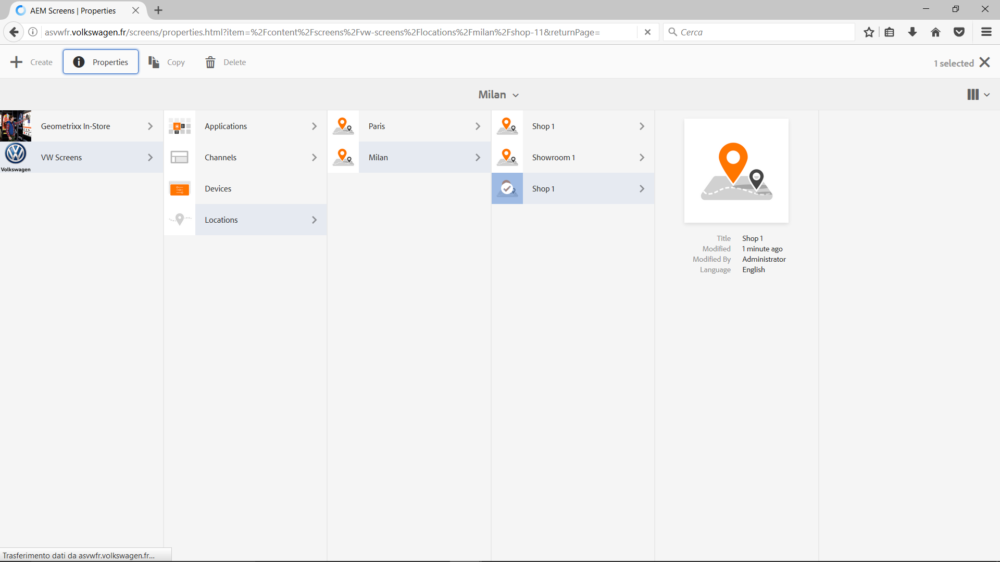 AEM Screens | Properties
asvwfr.volkswagen.fr/screens/properties.html?item=%2Fcontent%2Fscreens%2Fvw-screens%2Flocations%2Fmilan%2Fshop-11&returnPage=
Cerca
Create
Properties
Copy
Delete
1 selected
Milan
Geometrixx In-Store
VW Screens
Volkswagen
Applications
Channels
Devices
Locations
Paris
Milan
Shop 1
Showroom 1
Shop 1
Title Shop 1
Modified 1 minute ago
Modified By Administrator
Language English
Trasferimento dati da asvwfr.volkswagen.fr...